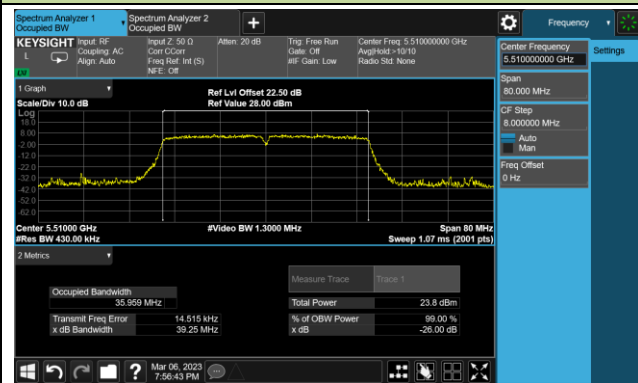 Spectrum Analyzer 1
Occupied BW
Spectrum Analyzer 2
Occupied BW
+
Frequency
KEYSIGHT
L
Input: RF
Coupling: AC
Align: Auto
Input Z: 50 Ω
Corr CCorr
Freq Ref: Int (S)
NFE: Off
Atten: 20 dB
Trig: Free Run
Gate: Off
#IF Gain: Low
Center Freq: 5.510000000 GHz
Avg|Hold:>10/10
Radio Std: None
Center Frequency
5.510000000 GHz
Settings
Span
80.000 MHz
CF Step
8.000000 MHz
Auto
Man
Freq Offset
0 Hz
1 Graph
Scale/Div 10.0 dB
Ref Lvl Offset 22.50 dB
Ref Value 28.00 dBm
Log
18.0
8.00
-2.00
-12.0
-22.0
-32.0
-42.0
-52.0
-62.0
Center 5.51000 GHz
#Res BW 430.00 kHz
#Video BW 1.3000 MHz
Span 80 MHz
Sweep 1.07 ms (2001 pts)
2 Metrics
Measure Trace
Trace 1
Occupied Bandwidth
35.959 MHz
Total Power
23.8 dBm
Transmit Freq Error
14.515 kHz
% of OBW Power
99.00 %
x dB Bandwidth
39.25 MHz
x dB
-26.00 dB
?
Mar 06, 2023
7:56:43 PM